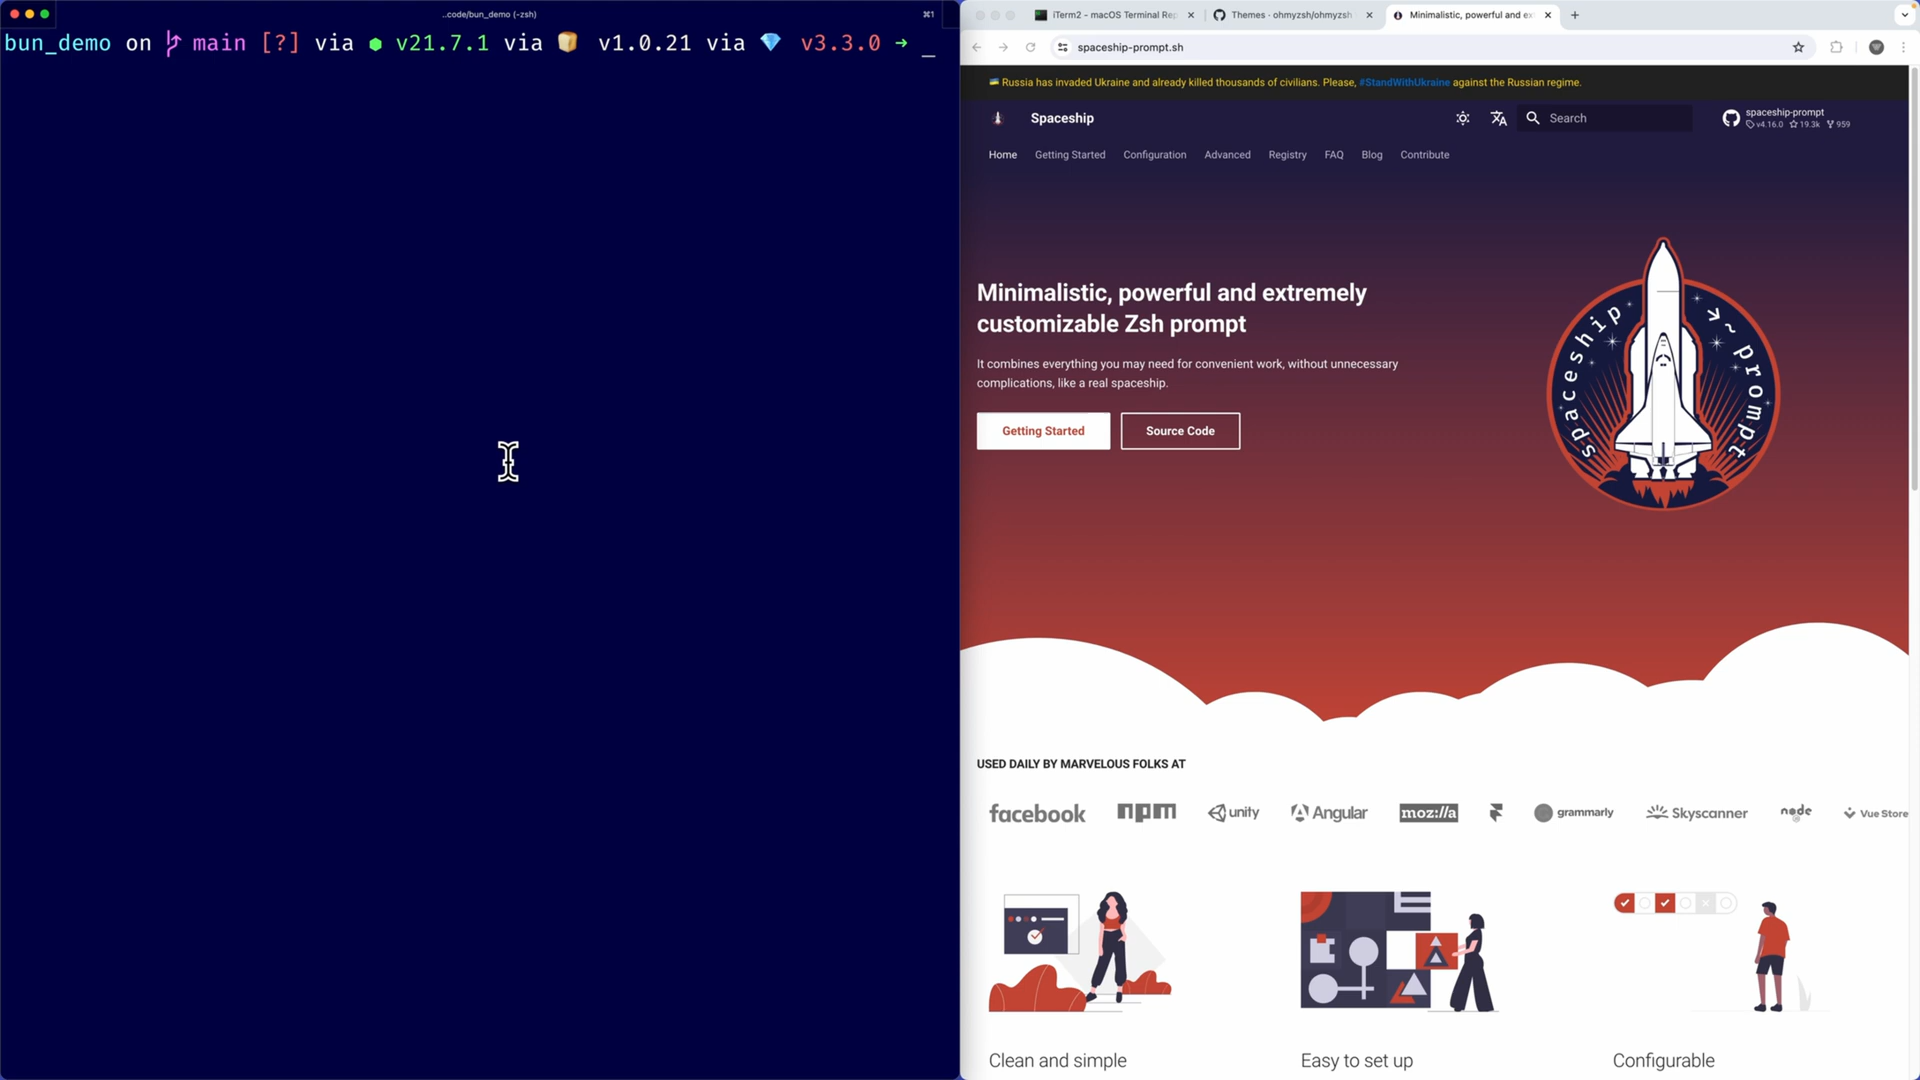 ..code/bun_demo (-zsh)
⌘1
bun_demo on main [?] via v21.7.1 via v1.0.21 via v3.3.0 → _
iTerm2 - macOS Terminal Rep
Themes · ohmyzsh/ohmyzsh
Minimalistic, powerful and ex
spaceship-prompt.sh
Russia has invaded Ukraine and already killed thousands of civilians. Please, #StandWithUkraine against the Russian regime.
Spaceship
Search
spaceship-prompt
v4.16.0 19.3k 959
Home Getting Started Configuration Advanced Registry FAQ Blog Contribute
Minimalistic, powerful and extremely
customizable Zsh prompt
It combines everything you may need for convenient work, without unnecessary
complications, like a real spaceship.
Getting Started
Source Code
spaceship
prompt
USED DAILY BY MARVELOUS FOLKS AT
facebook npm unity Angular moz://a grammarly Skyscanner node Vue Store
Clean and simple
Easy to set up
Configurable